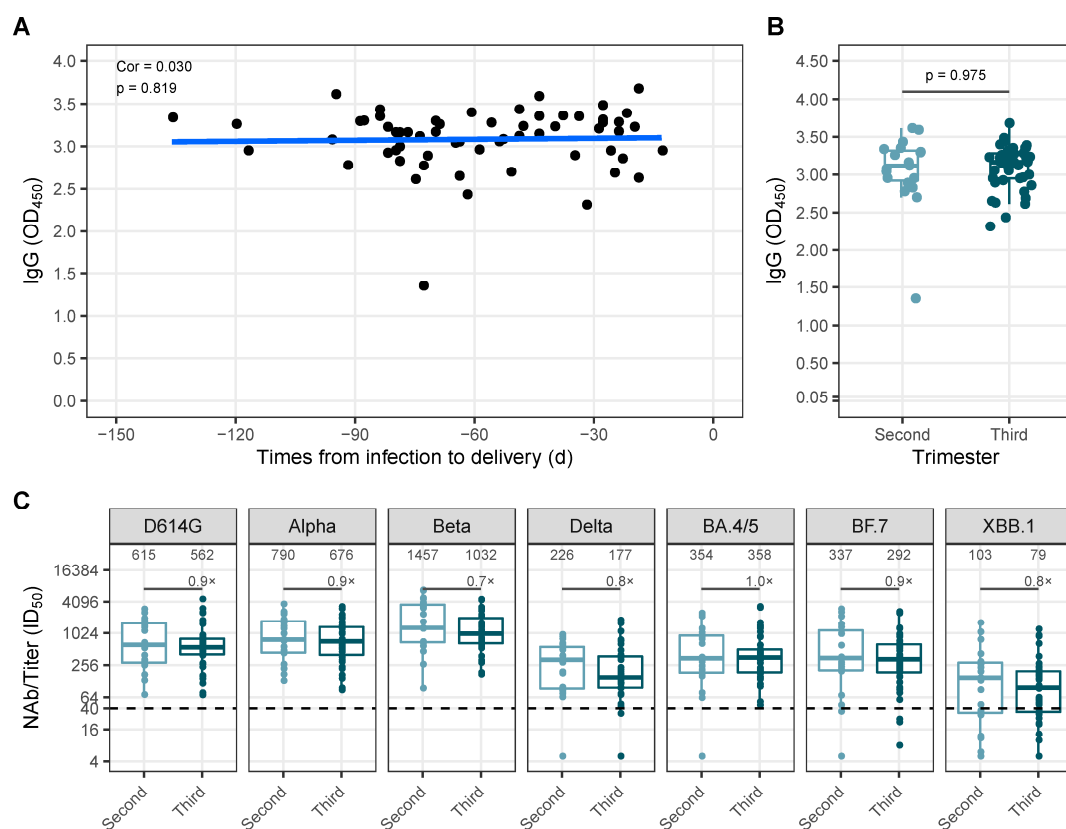 A
Cor = 0.030
p = 0.819
4.0
3.5
3.0
2.5
2.0
1.5
1.0
0.5
0.0
IgG (OD450)
−150 −120 −90 −60 −30 0
Times from infection to delivery (d)
B
p = 0.975
4.50
4.00
3.50
3.00
2.50
2.00
1.50
1.00
0.50
0.05
IgG (OD450)
Second Third
Trimester
C
D614G Alpha Beta Delta BA.4/5 BF.7 XBB.1
615 562 790 676 1457 1032 226 177 354 358 337 292 103 79
0.9× 0.9× 0.7× 0.8× 1.0× 0.9× 0.8×
16384
4096
1024
256
64
40
16
4
NAb/Titer (ID50)
Second Third Second Third Second Third Second Third Second Third Second Third Second Third